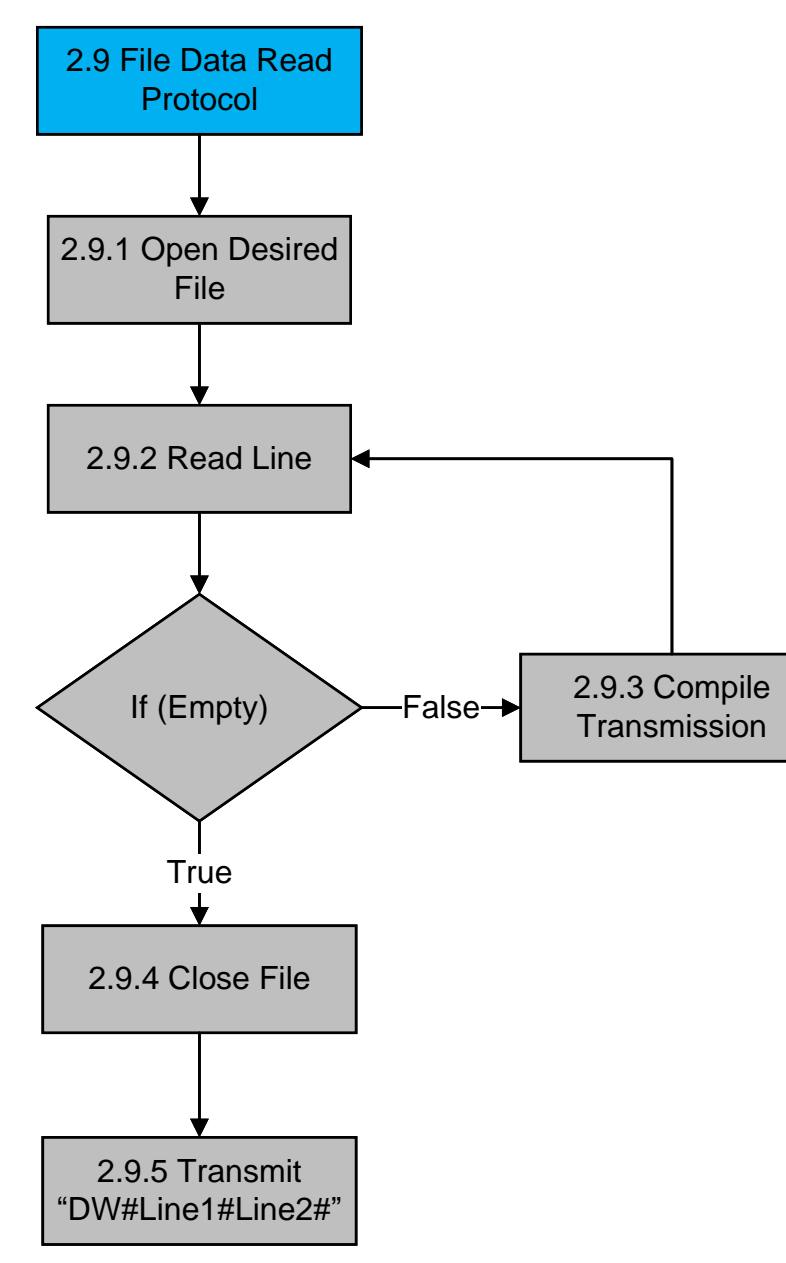 2.9 File Data Read
Protocol
2.9.1 Open Desired
File
2.9.2 Read Line
If (Empty)
False
2.9.3 Compile
Transmission
True
2.9.4 Close File
2.9.5 Transmit
“DW#Line1#Line2#”